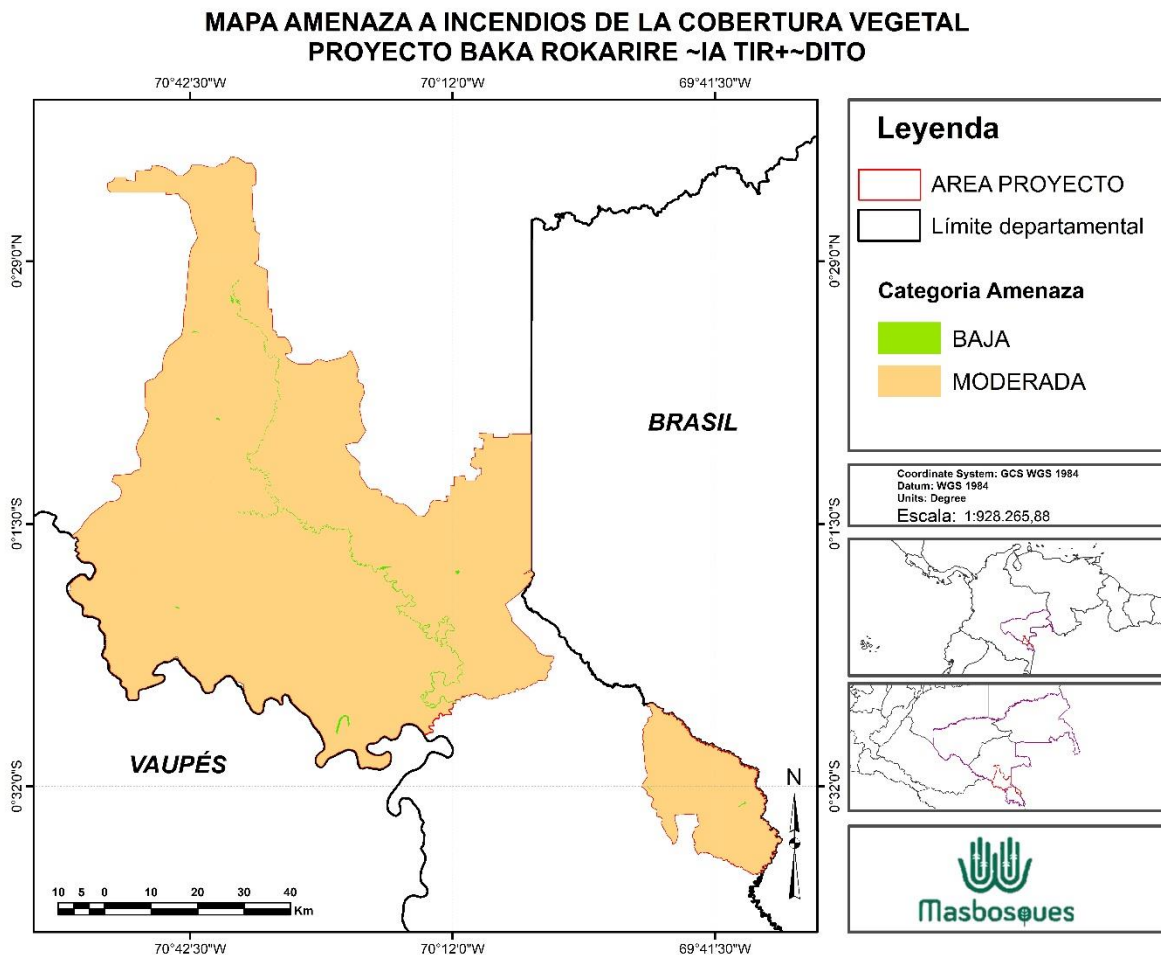 MAPA AMENAZA A INCENDIOS DE LA COBERTURA VEGETAL
PROYECTO BAKA ROKARIRE ~IA TIR+~DITO
70°42'30"W
70°12'0"W
69°41'30"W
0°29'0"N
0°1'30"S
0°32'0"S
0°29'0"N
0°1'30"S
0°32'0"S
BRASIL
VAUPÉS
N
10 5 0 10 20 30 40
Km
70°42'30"W
70°12'0"W
69°41'30"W
Leyenda
AREA PROYECTO
Límite departamental
Categoria Amenaza
BAJA
MODERADA
Coordinate System: GCS WGS 1984
Datum: WGS 1984
Units: Degree
Escala: 1:928.265,88
Masbosques